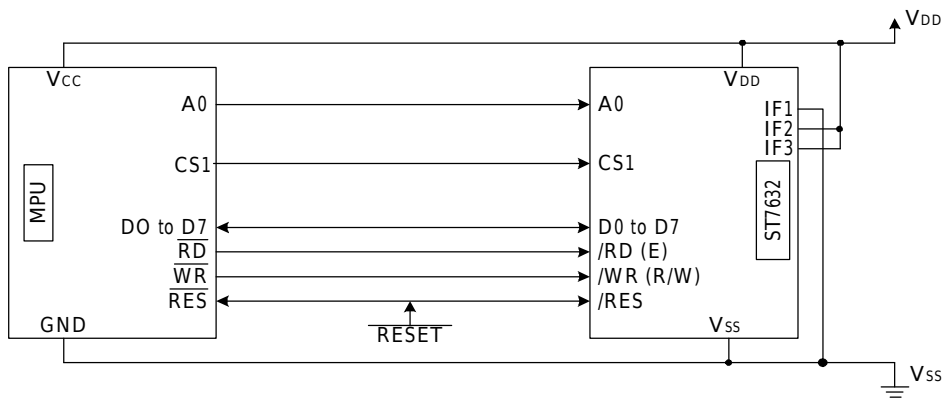 VDD
VCC
VDD
A0
A0
IF1
IF2
IF3
CS1
CS1
MPU
ST7632
DO to D7
D0 to D7
RD
/RD (E)
WR
/WR (R/W)
RES
/RES
GND
RESET
VSS
VSS